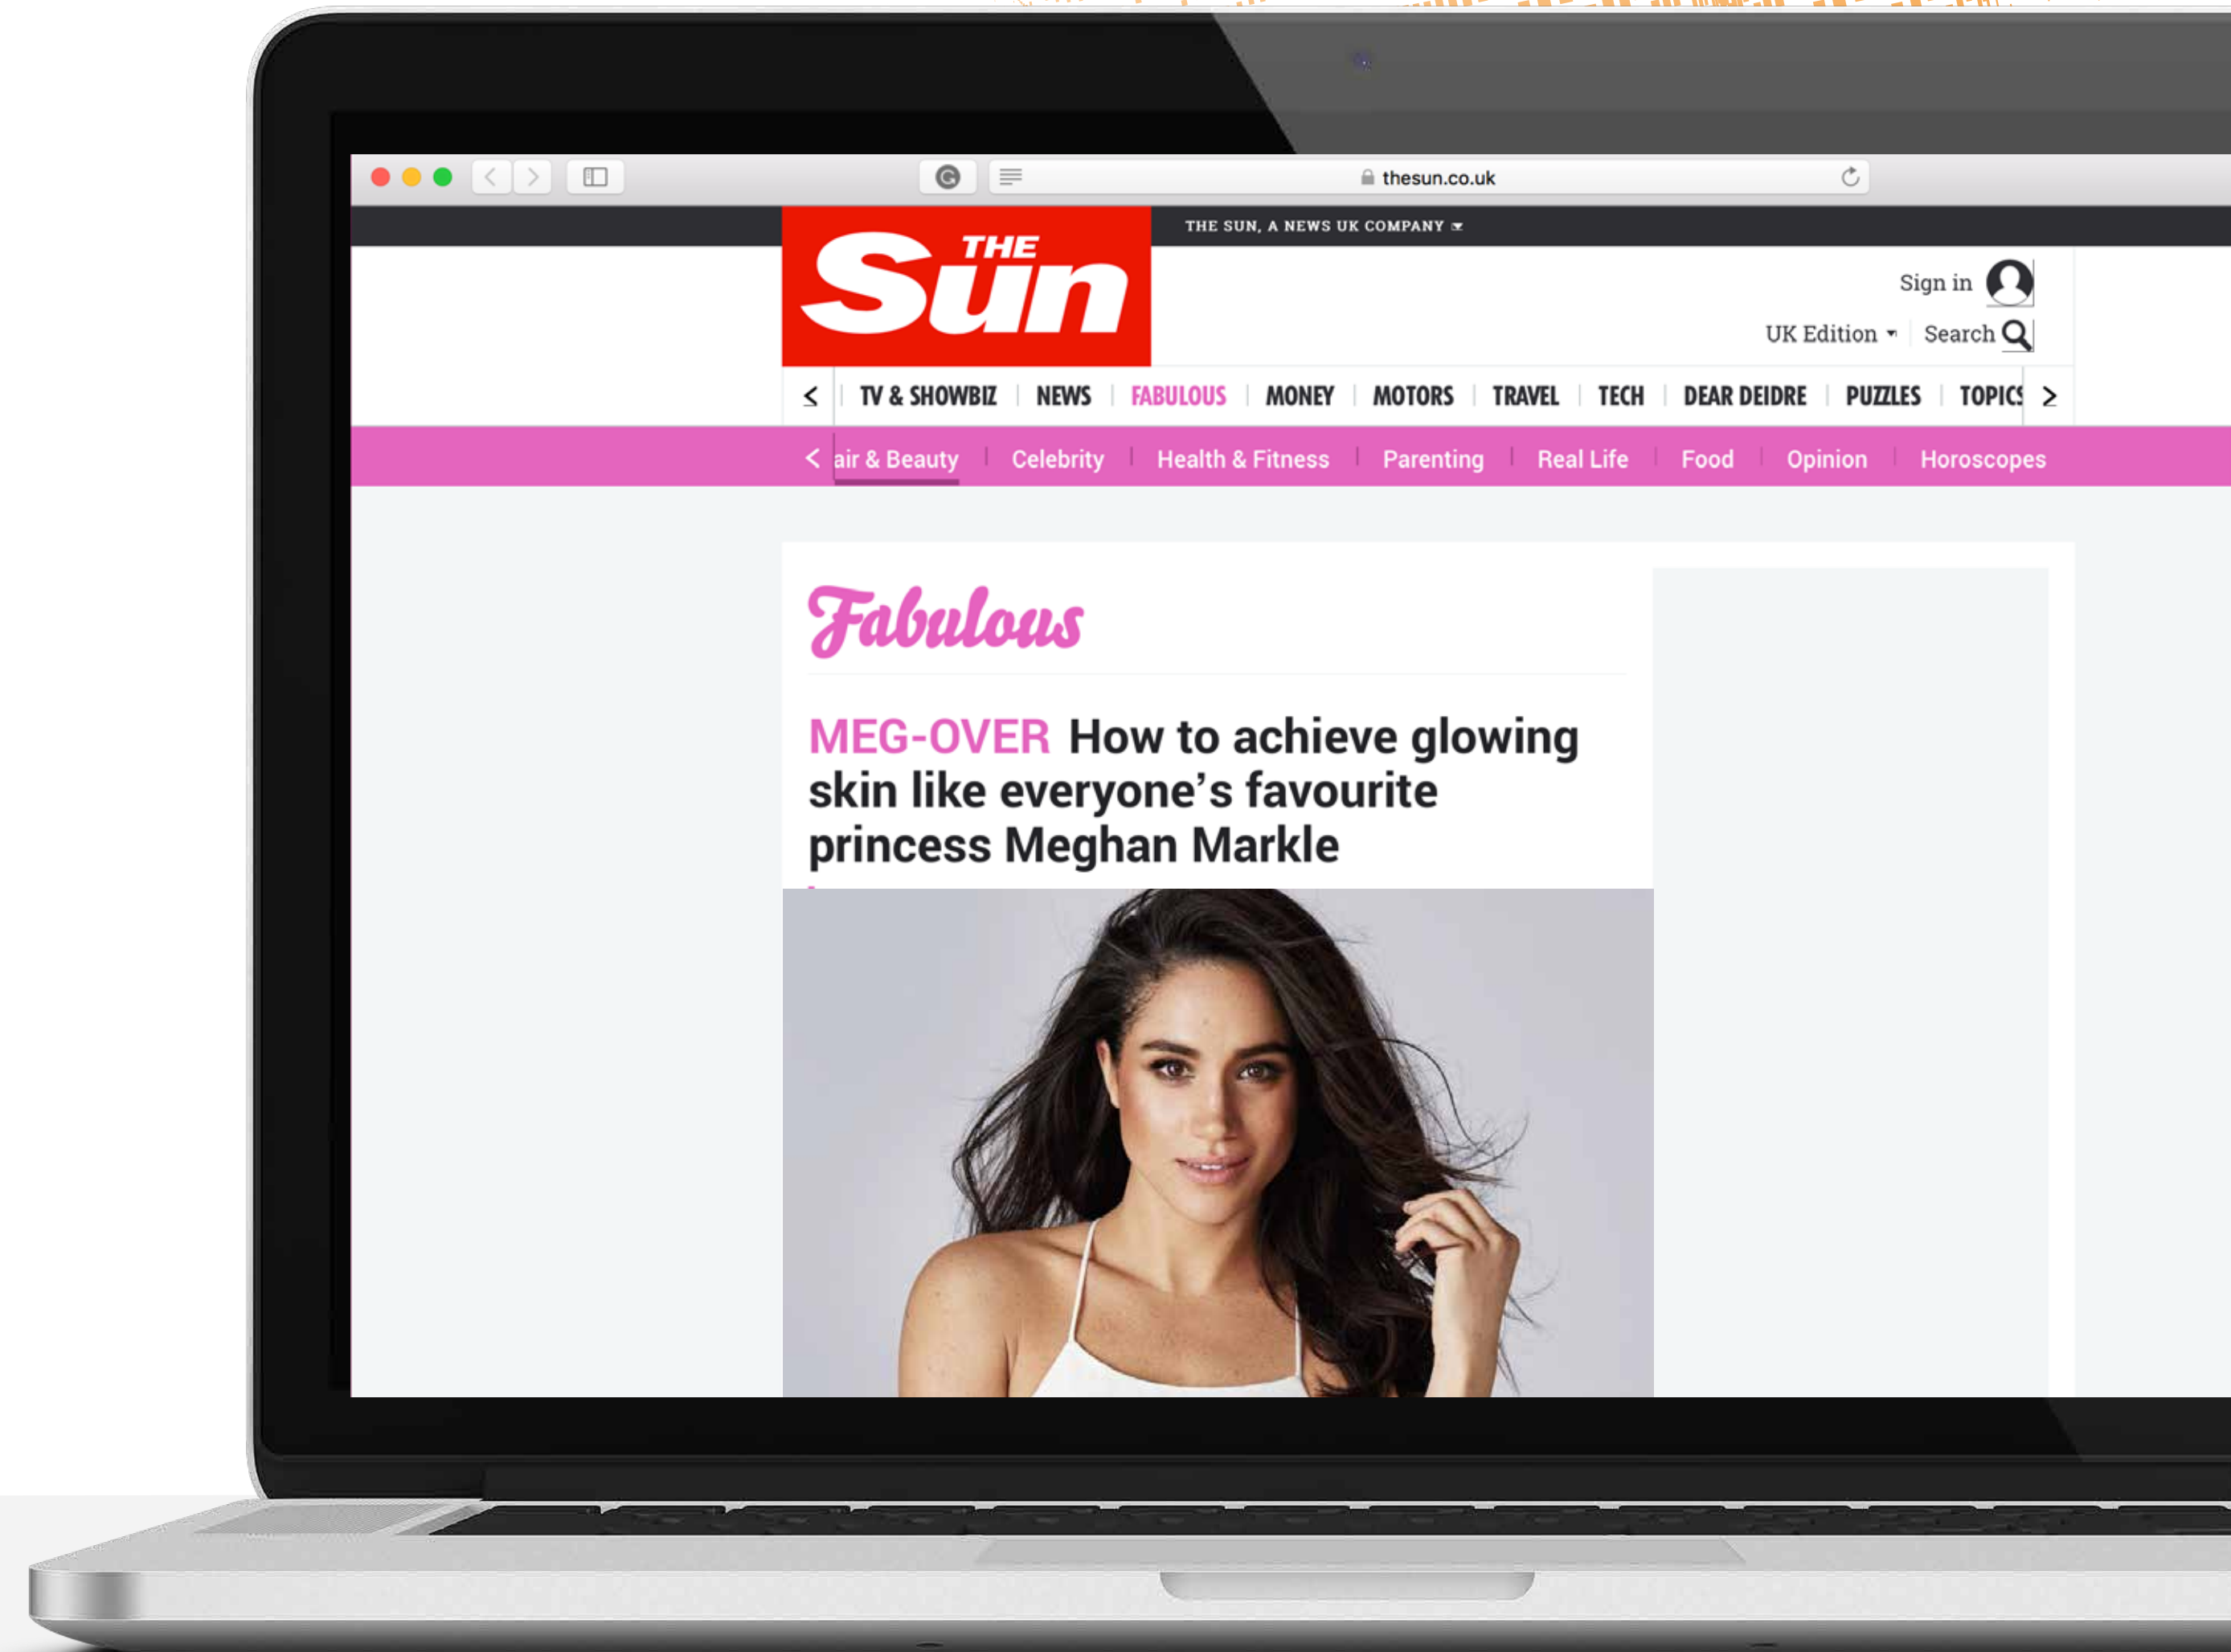 thesun.co.uk
THE SUN, A NEWS UK COMPANY
THE
Sun
Sign in
UK Edition
Search
< TV & SHOWBIZ NEWS FABULOUS MONEY MOTORS TRAVEL TECH DEAR DEIDRE PUZZLES TOPICS >
< air & Beauty Celebrity Health & Fitness Parenting Real Life Food Opinion Horoscopes
Fabulous
MEG-OVER How to achieve glowing
skin like everyone’s favourite
princess Meghan Markle